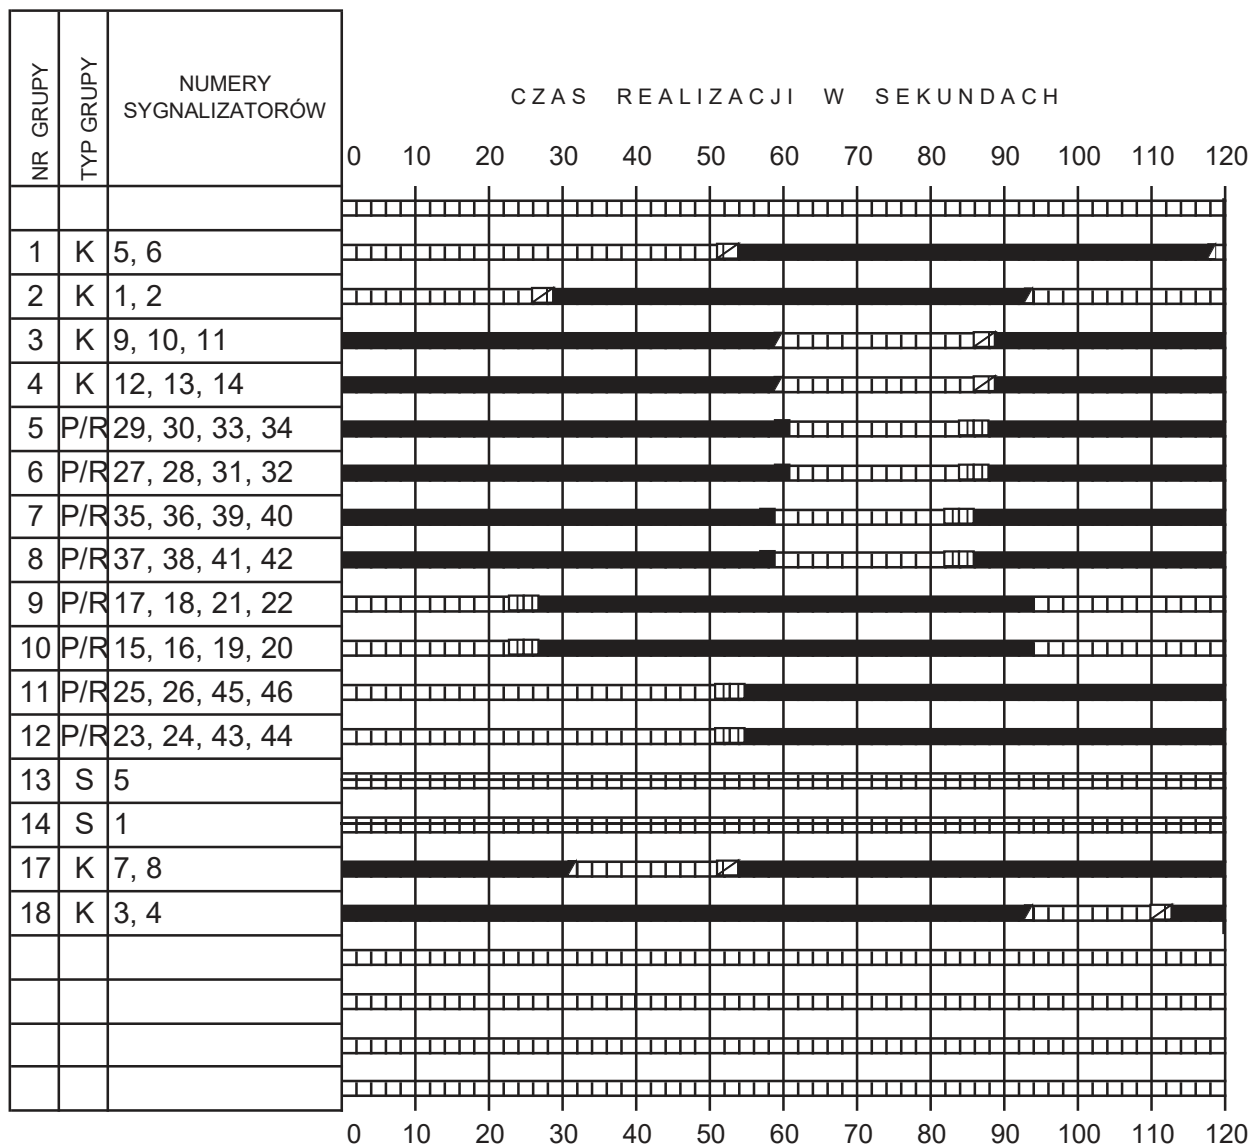 NR GRUPY
TYP GRUPY
NUMERY
SYGNALIZATORÓW
CZAS REALIZACJI W SEKUNDACH
0 10 20 30 40 50 60 70 80 90 100 110 120
1 K 5, 6
2 K 1, 2
3 K 9, 10, 11
4 K 12, 13, 14
5 P/R 29, 30, 33, 34
6 P/R 27, 28, 31, 32
7 P/R 35, 36, 39, 40
8 P/R 37, 38, 41, 42
9 P/R 17, 18, 21, 22
10 P/R 15, 16, 19, 20
11 P/R 25, 26, 45, 46
12 P/R 23, 24, 43, 44
13 S 5
14 S 1
17 K 7, 8
18 K 3, 4
0 10 20 30 40 50 60 70 80 90 100 110 120